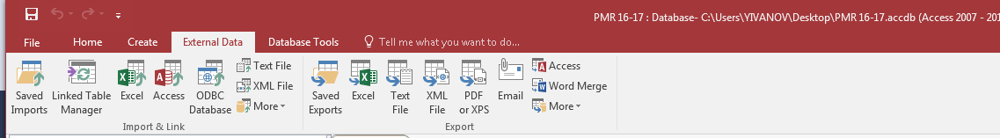 PMR 16-17 : Database- C:\Users\YIVANOV\Desktop\PMR 16-17.accdb (Access 2007 - 201
File Home Create External Data Database Tools Tell me what you want to do...
Saved Imports
Linked Table Manager
Excel
Access
ODBC Database
Text File
XML File
More
Import & Link
Saved Exports
Excel
Text File
XML File
PDF or XPS
Email
Access
Word Merge
More
Export